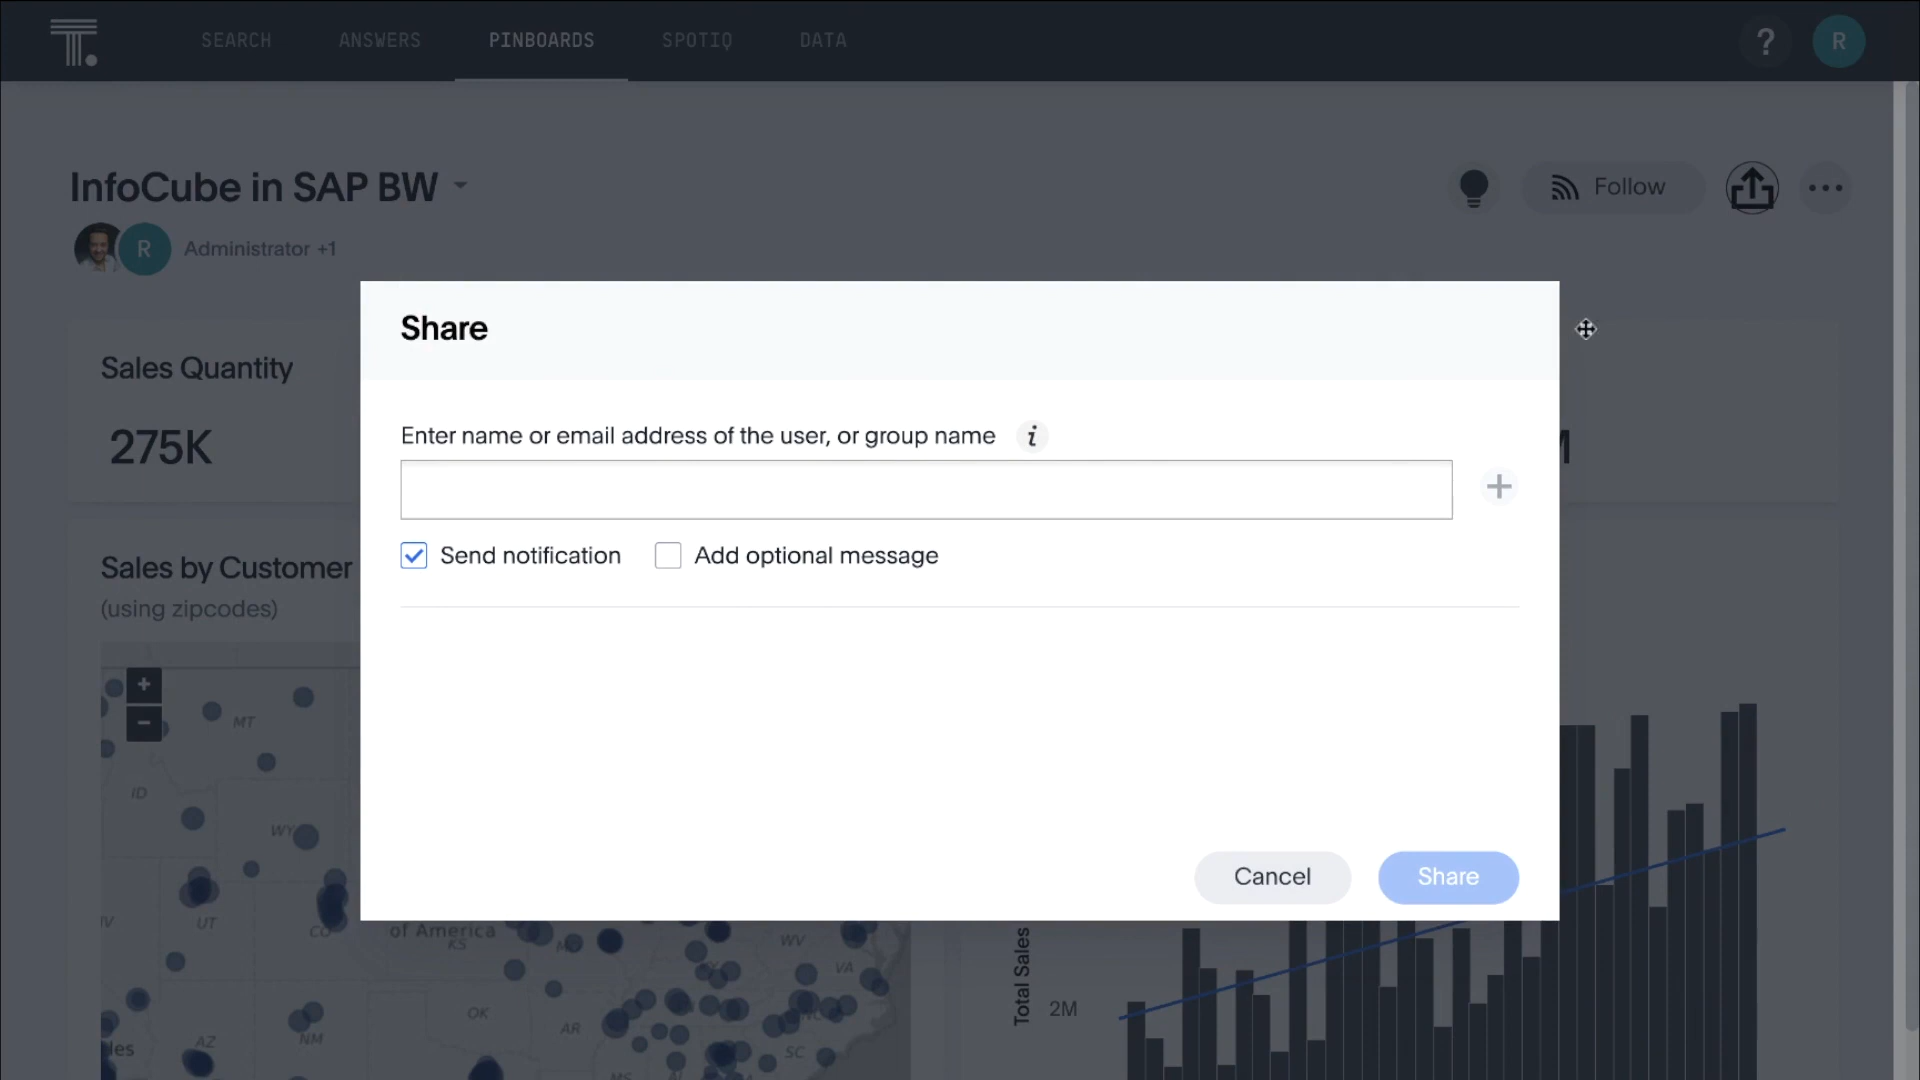 T.
SEARCH
ANSWERS
PINBOARDS
SPOTIQ
DATA
?
R
InfoCube in SAP BW
Follow
R
Administrator +1
Share
Sales Quantity
275K
Enter name or email address of the user, or group name
i
+
Send notification
Add optional message
Sales by Customer
(using zipcodes)
+
−
MT
ID
WY
UT
CO
Cancel
Share
of America
KS
MO
WV
VA
OK
AR
AZ
NM
SC
Total Sales
2M